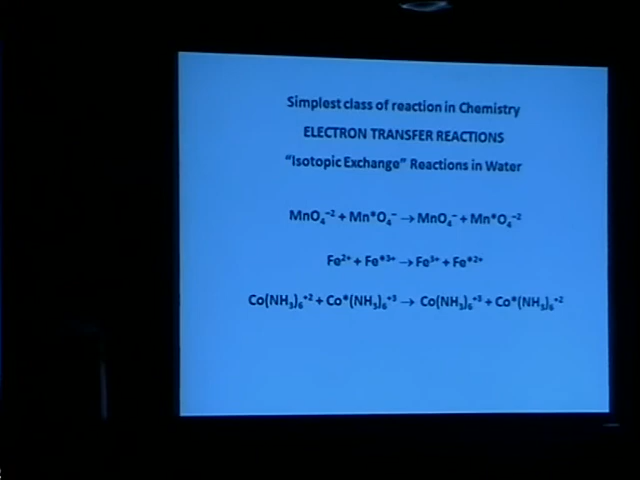 Simplest class of reaction in Chemistry
ELECTRON TRANSFER REACTIONS
"Isotopic Exchange" Reactions in Water
MnO₄⁻² + Mn*O₄⁻ → MnO₄⁻ + Mn*O₄⁻²
Fe²⁺ + Fe*³⁺ → Fe³⁺ + Fe*²⁺
Co(NH₃)₆⁺² + Co*(NH₃)₆⁺³ → Co(NH₃)₆⁺³ + Co*(NH₃)₆⁺²